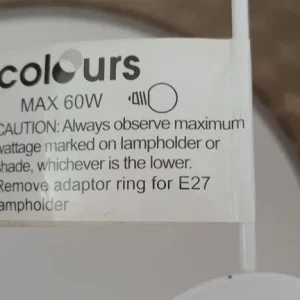 colours
MAX 60W
CAUTION: Always observe maximum
wattage marked on lampholder or
shade, whichever is the lower.
Remove adaptor ring for E27
lampholder